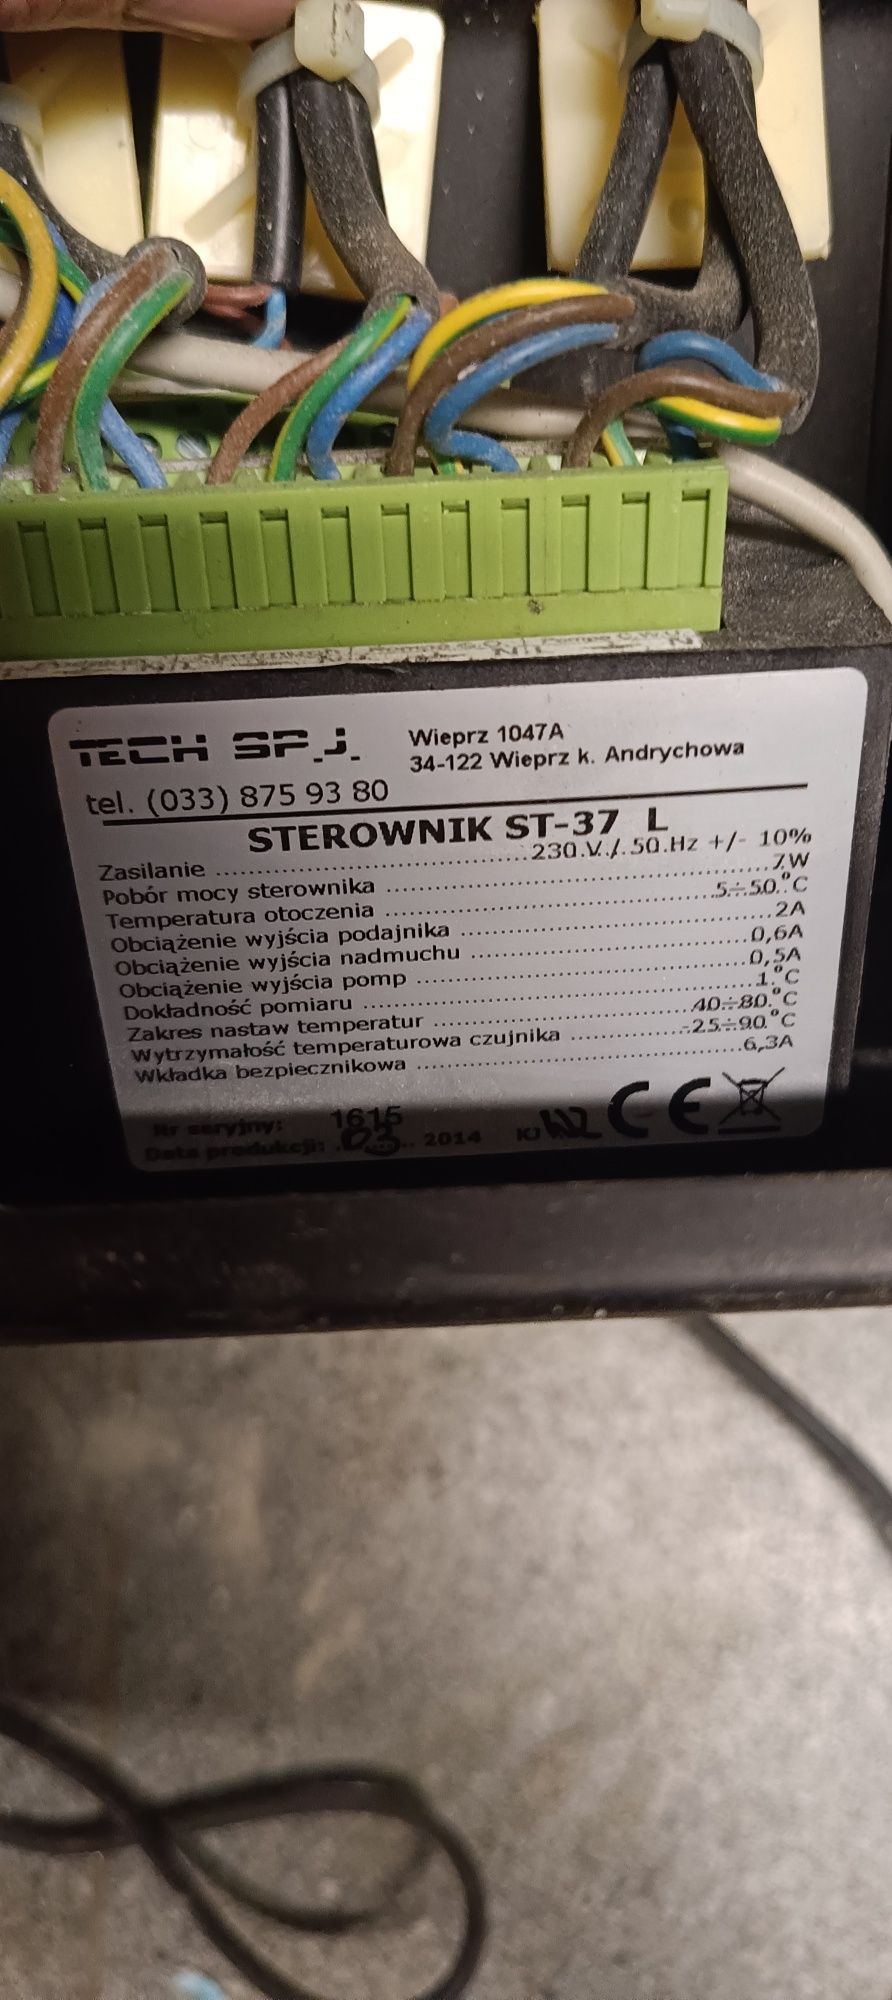 TECH SP.J.
Wieprz 1047A
34-122 Wieprz k. Andrychowa
tel. (033) 875 93 80
STEROWNIK ST-37 L
Zasilanie ........ 230 V / 50 Hz +/- 10%
Pobór mocy sterownika ........ 7W
Temperatura otoczenia ........ 5÷50 °C
Obciążenie wyjścia podajnika ........ 2A
Obciążenie wyjścia nadmuchu ........ 0,6A
Obciążenie wyjścia pomp ........ 0,5A
Dokładność pomiaru ........ 1 °C
Zakres nastaw temperatur ........ 40÷80 °C
Wytrzymałość temperaturowa czujnika ........ -25÷90 °C
Wkładka bezpiecznikowa ........ 6,3A
Nr seryjny: 1615
Data produkcji: 03 2014 KJ
CE